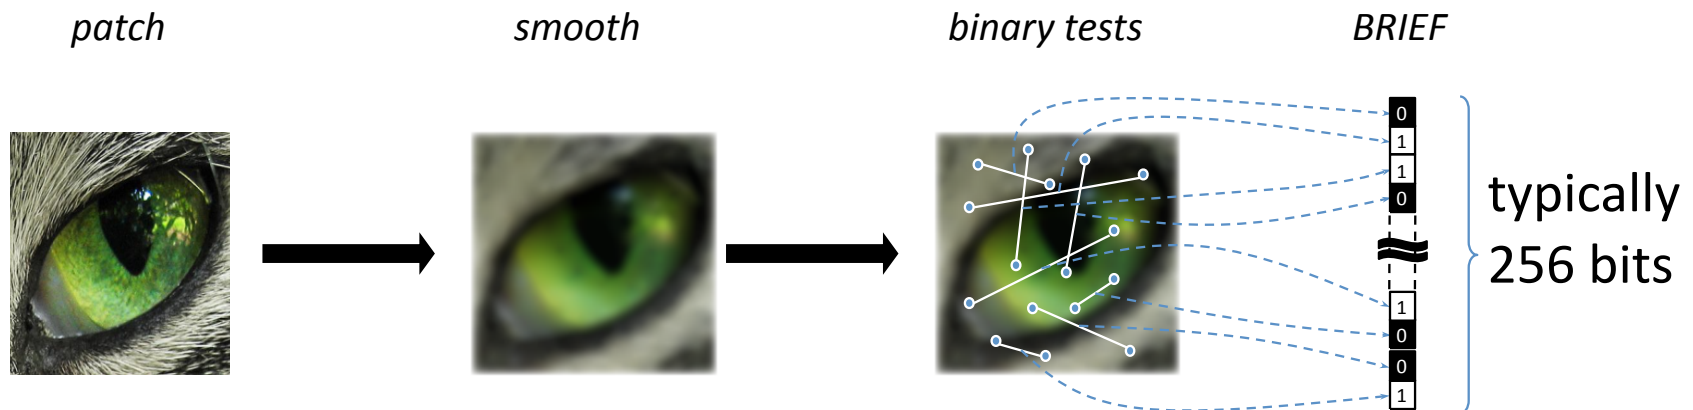 patch
smooth
binary tests
BRIEF
0
1
1
0
1
0
0
1
typically
256 bits